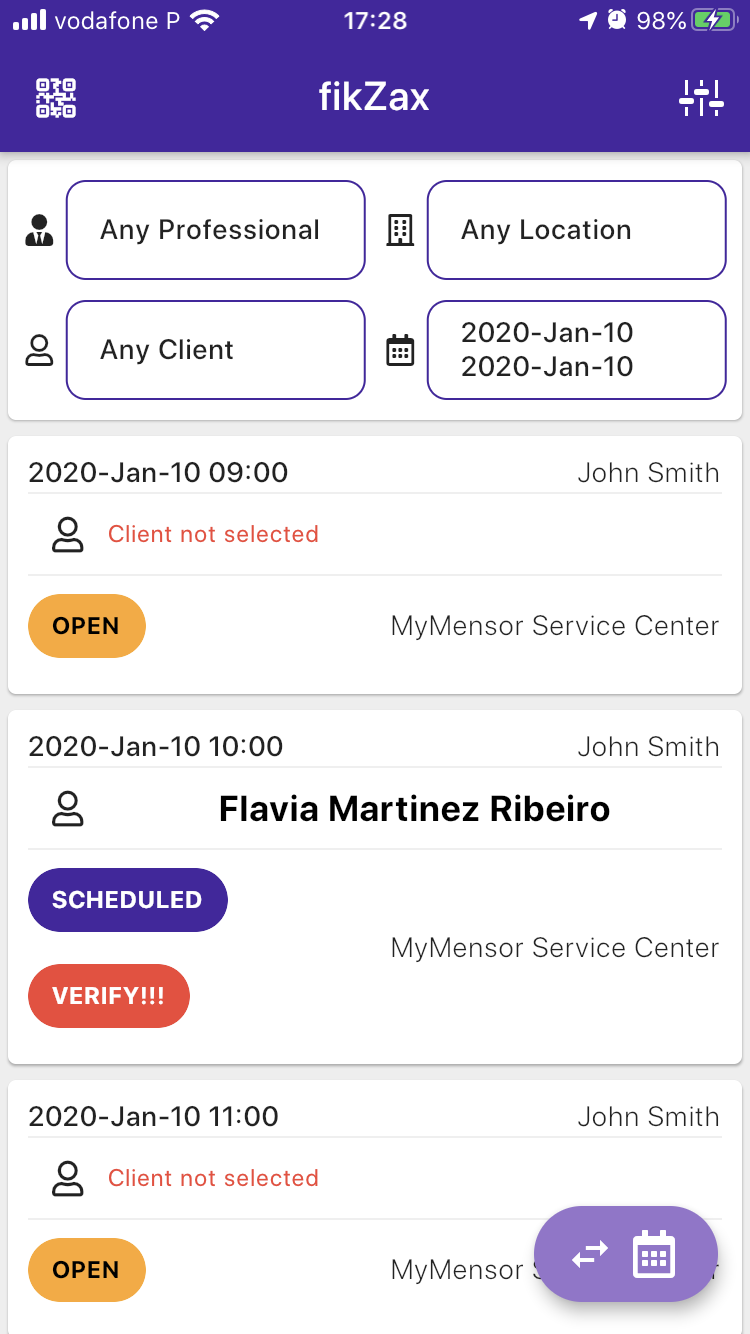 vodafone P 17:28 98%
fikZax
Any Professional Any Location
Any Client 2020-Jan-10
2020-Jan-10
2020-Jan-10 09:00 John Smith
Client not selected
OPEN MyMensor Service Center
2020-Jan-10 10:00 John Smith
Flavia Martinez Ribeiro
SCHEDULED
MyMensor Service Center
VERIFY!!!
2020-Jan-10 11:00 John Smith
Client not selected
OPEN MyMensor